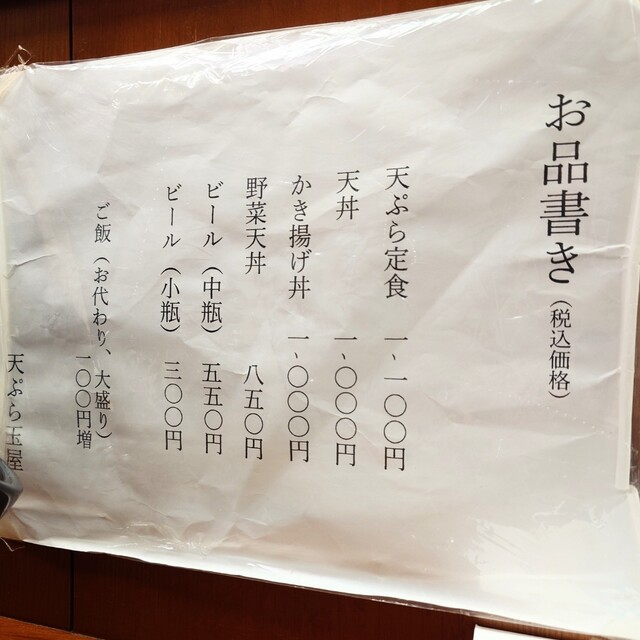 お品書き（税込価格）
天ぷら定食 一、一〇〇円
天丼 一、〇〇〇円
かき揚げ丼 一、〇〇〇円
野菜天丼 八五〇円
ビール（中瓶） 五五〇円
ビール（小瓶） 三〇〇円
ご飯（お代わり、大盛り）
一〇〇円増
天ぷら玉屋